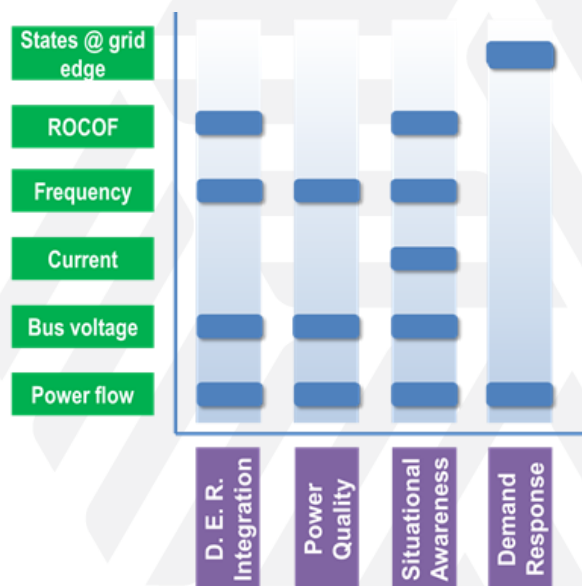 States @ grid
edge
ROCOF
Frequency
Current
Bus voltage
Power flow
D. E. R.
Integration
Power
Quality
Situational
Awareness
Demand
Response